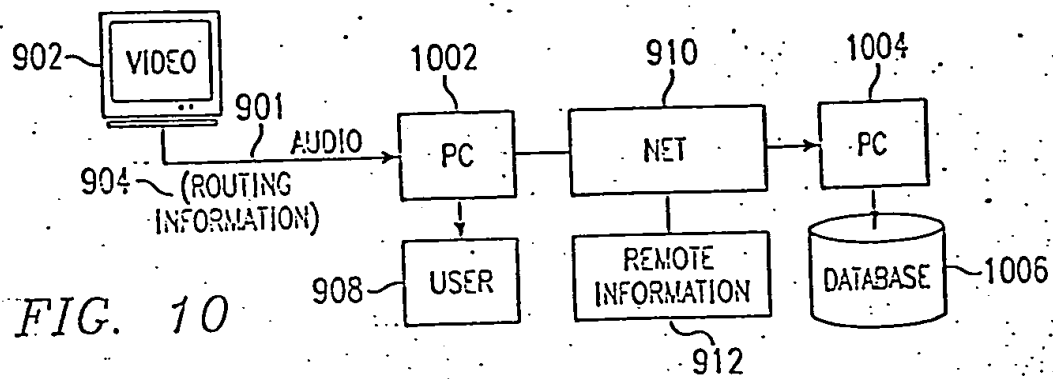 902
VIDEO
901
AUDIO
904
(ROUTING
INFORMATION)
1002
PC
910
NET
1004
PC
908
USER
REMOTE
INFORMATION
912
DATABASE
1006
FIG. 10